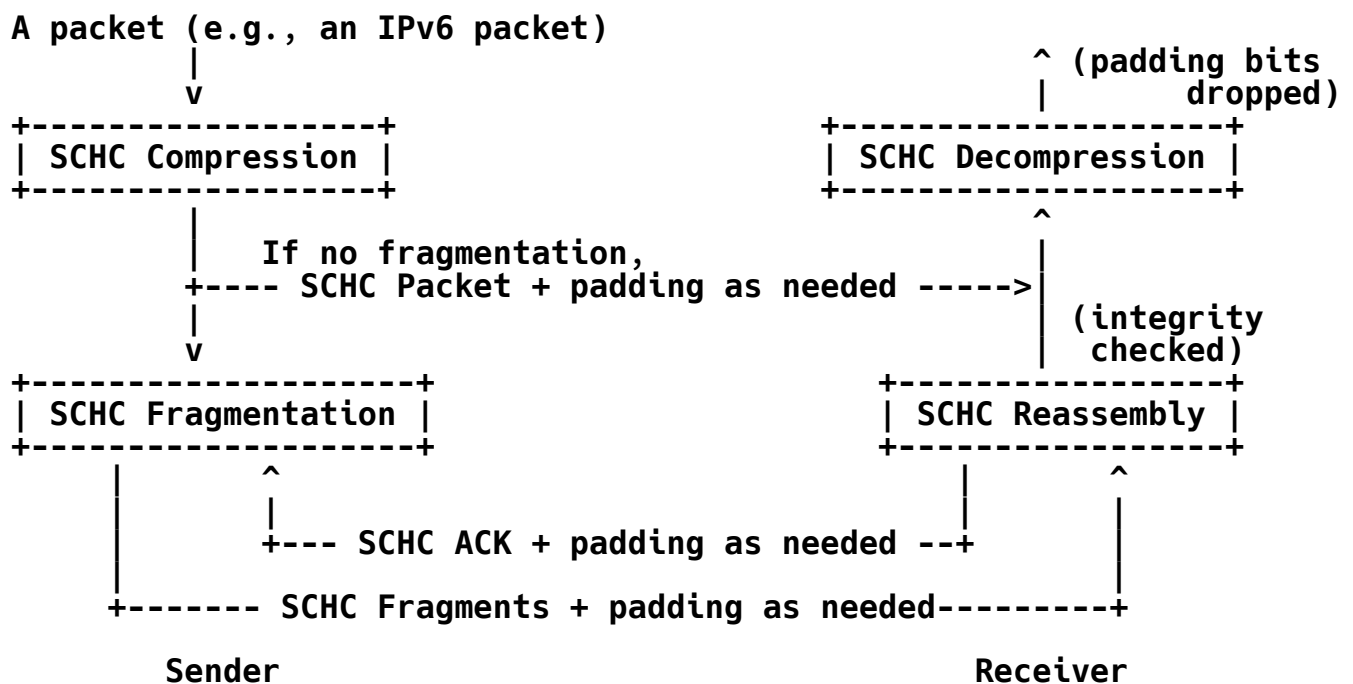 A packet (e.g., an IPv6 packet)
         |                                           ^ (padding bits
         v                                           |       dropped)
+------------------+                      +--------------------+
| SCHC Compression |                      | SCHC Decompression |
+------------------+                      +--------------------+
         |                                           ^
         |   If no fragmentation,                    |
         +---- SCHC Packet + padding as needed ----->|
         |                                           | (integrity
         v                                           |  checked)
+--------------------+                       +-----------------+
| SCHC Fragmentation |                       | SCHC Reassembly |
+--------------------+                       +-----------------+
     |       ^                                   |       ^
     |       |                                   |       |
     |       +--- SCHC ACK + padding as needed --+       |
     |                                                   |
     +------- SCHC Fragments + padding as needed---------+
        Sender                                    Receiver